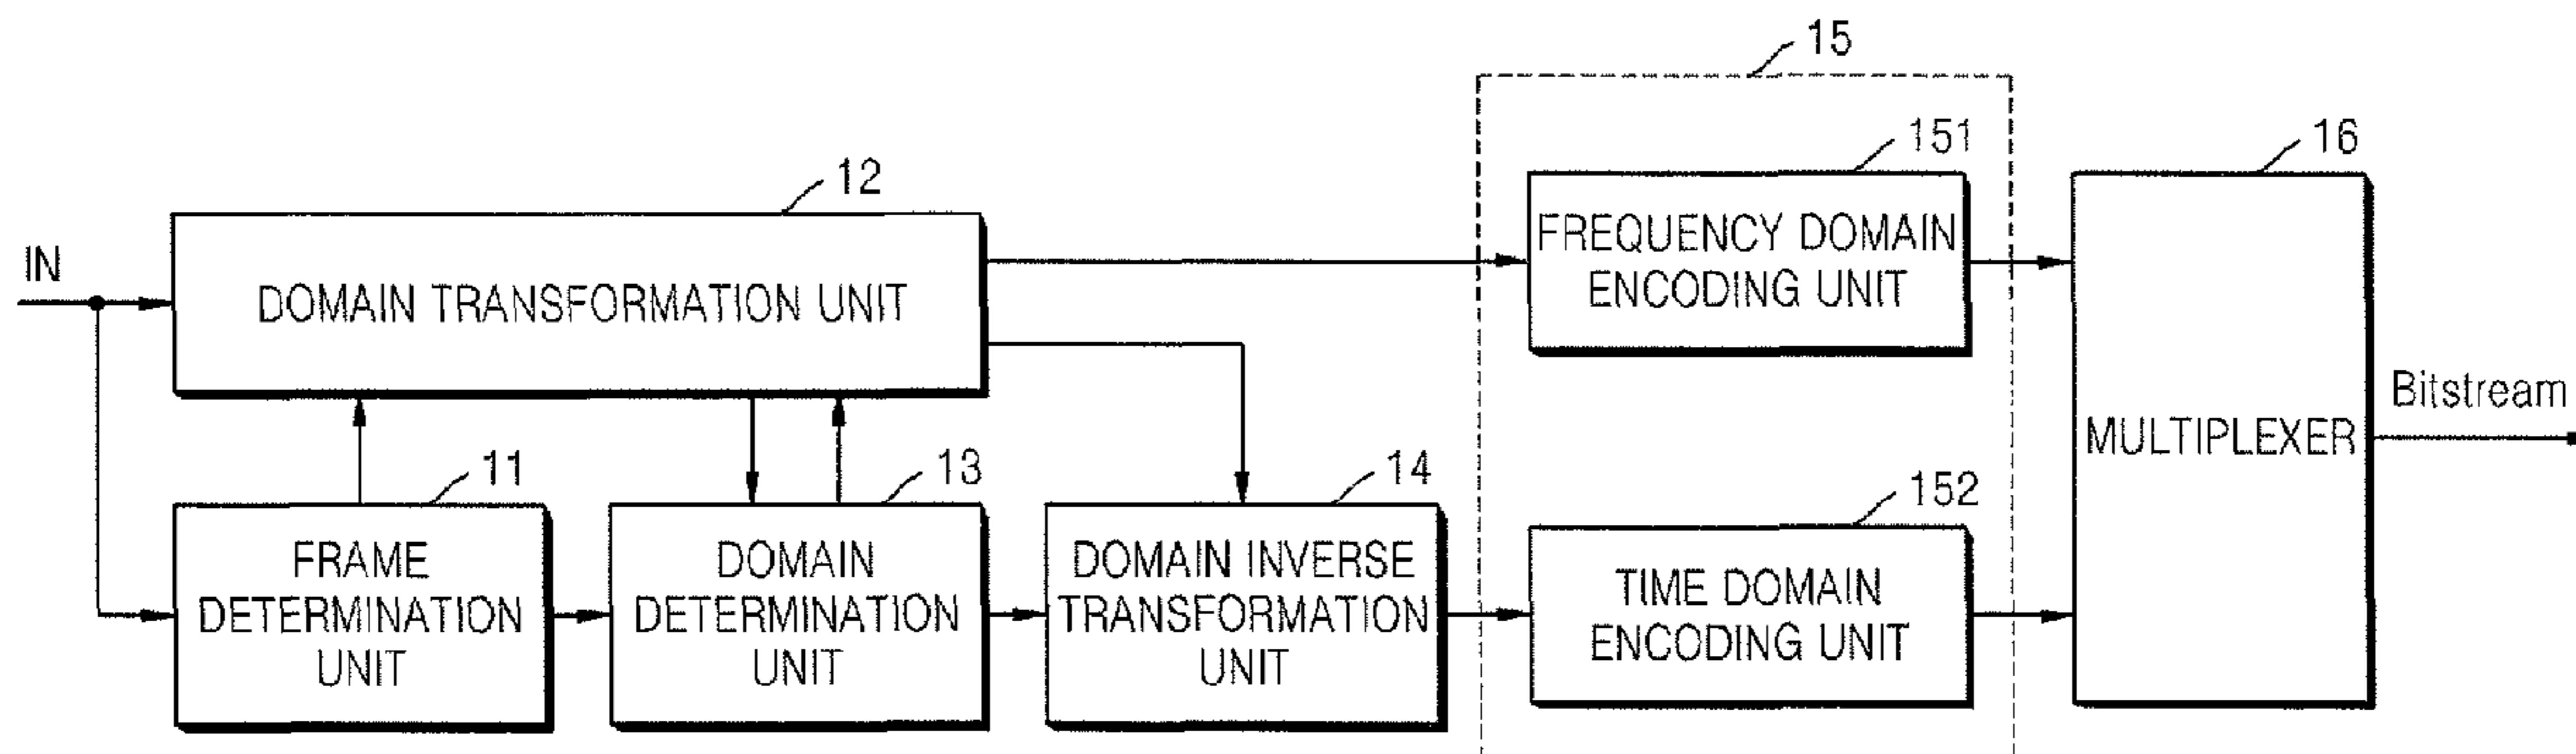 15
151
16
12
IN
DOMAIN TRANSFORMATION UNIT
FREQUENCY DOMAIN
ENCODING UNIT
MULTIPLEXER
Bitstream
11
FRAME
DETERMINATION
UNIT
13
DOMAIN
DETERMINATION
UNIT
14
DOMAIN INVERSE
TRANSFORMATION
UNIT
152
TIME DOMAIN
ENCODING UNIT